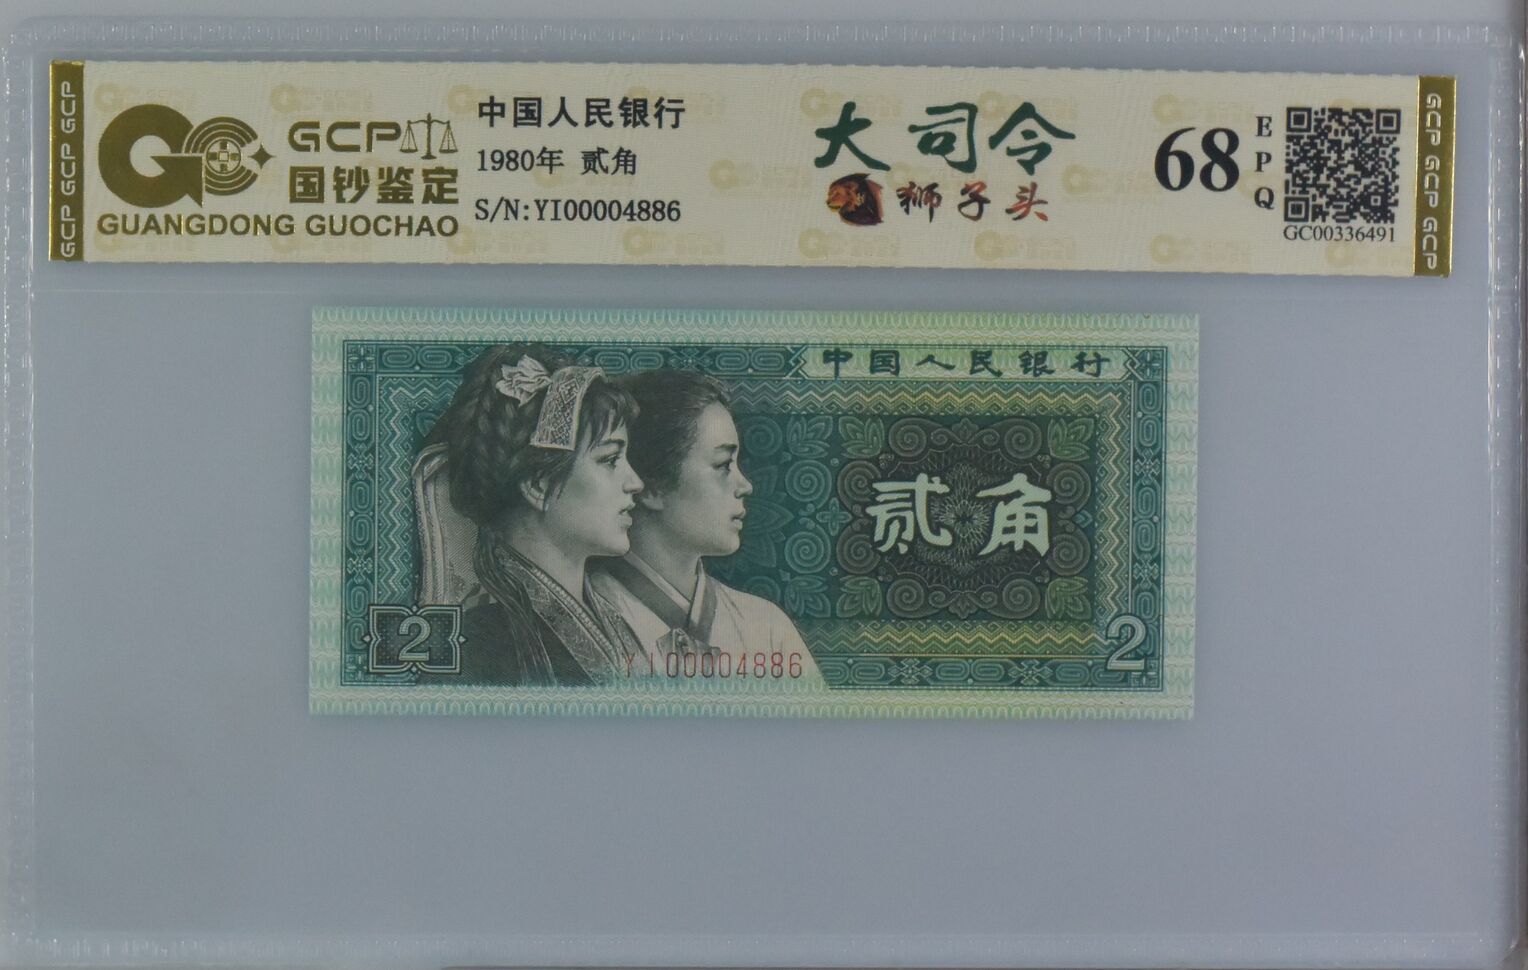 GCP GCP GCP
GCP
国钞鉴定
GUANGDONG GUOCHAO
中国人民银行
1980年 贰角
S/N:YI00004886
大司令
狮子头
68
EPQ
GC00336491
GCP GCP GCP
中国人民银行
贰角
2
YI00004886
2